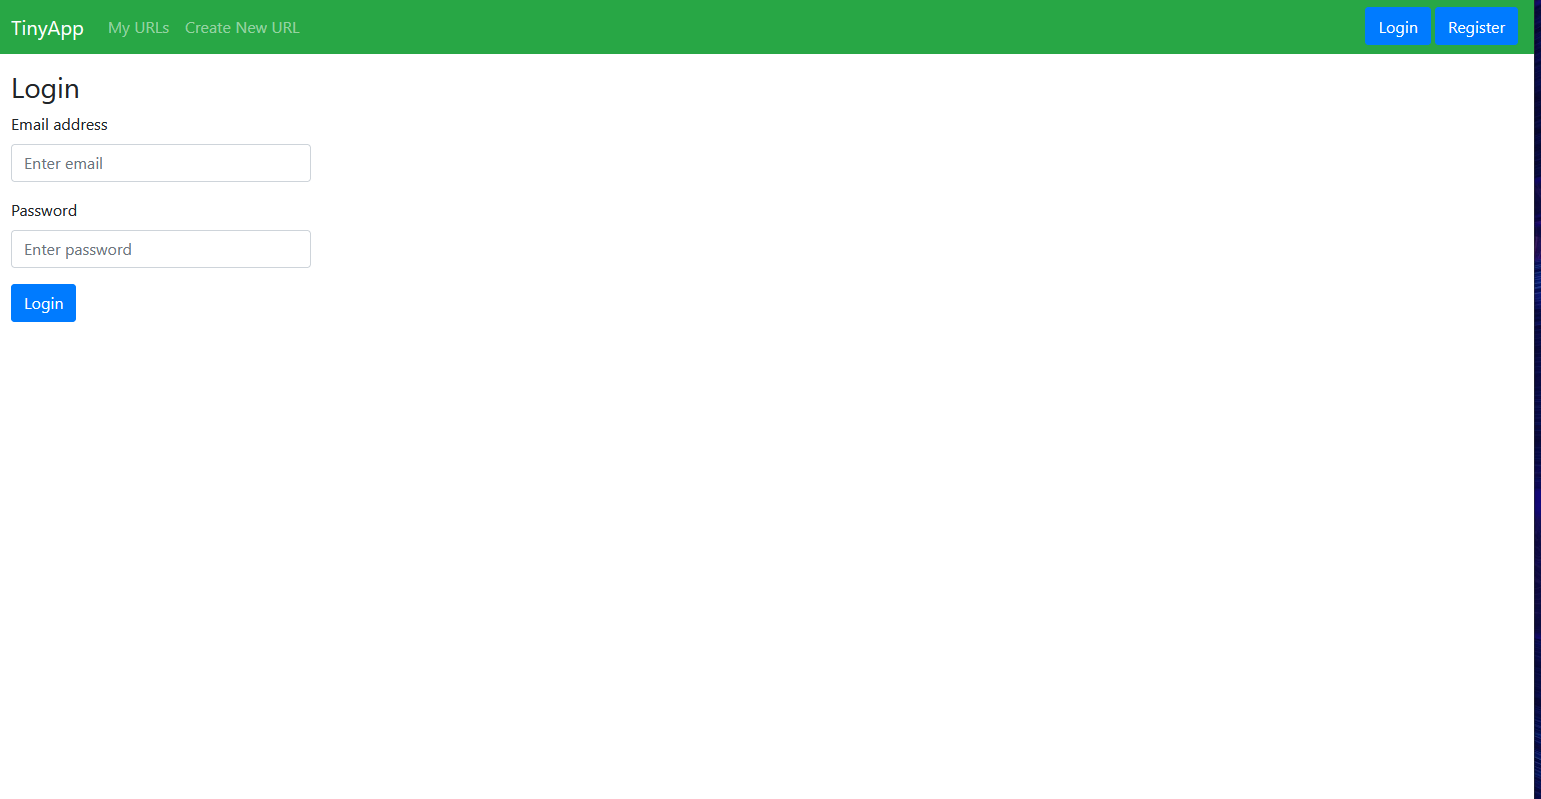 TinyApp My URLs Create New URL Login Register
Login
Email address
Enter email
Password
Enter password
Login